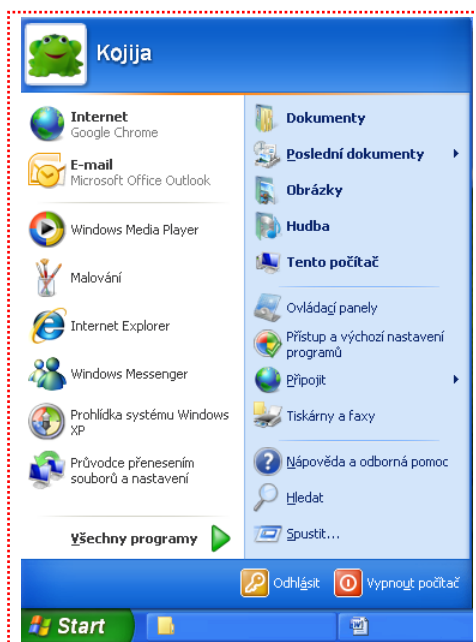 Kojija
Internet
Google Chrome
E-mail
Microsoft Office Outlook
Windows Media Player
Malování
Internet Explorer
Windows Messenger
Prohlídka systému Windows
XP
Průvodce přenesením
souborů a nastavení
Všechny programy
Dokumenty
Poslední dokumenty
Obrázky
Hudba
Tento počítač
Ovládací panely
Přístup a výchozí nastavení
programů
Připojit
Tiskárny a faxy
Nápověda a odborná pomoc
Hledat
Spustit...
Odhlásit
Vypnout počítač
Start